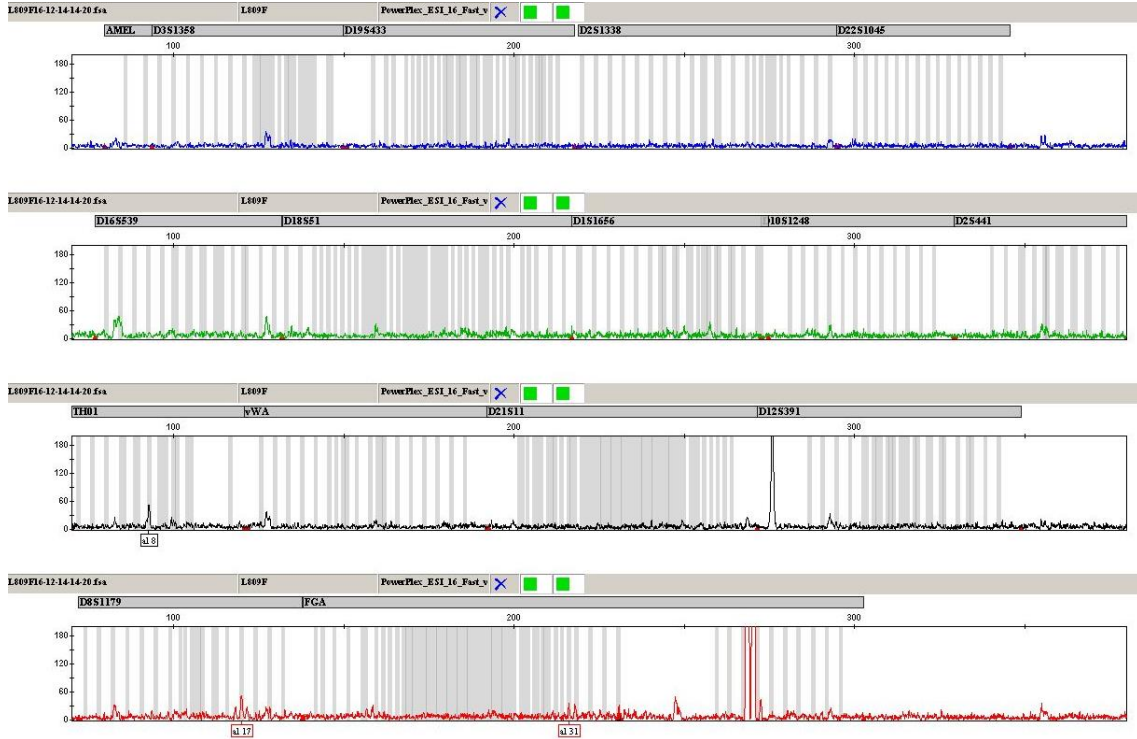 L809F16-12-14-14-20.fsa L809F PowerPlex_ESI_16_Fast_v
AMEL D3S1358 D19S433 D2S1338 D22S1045
100 200 300
180
120
60
0
L809F16-12-14-14-20.fsa L809F PowerPlex_ESI_16_Fast_v
D16S539 D18S51 D1S1656 )10S1248 D2S441
100 200 300
180
120
60
0
L809F16-12-14-14-20.fsa L809F PowerPlex_ESI_16_Fast_v
TH01 vWA D21S11 D12S391
100 200 300
180
120
60
0
al 8
L809F16-12-14-14-20.fsa L809F PowerPlex_ESI_16_Fast_v
D8S1179 FGA
100 200 300
180
120
60
0
al 17 al 31